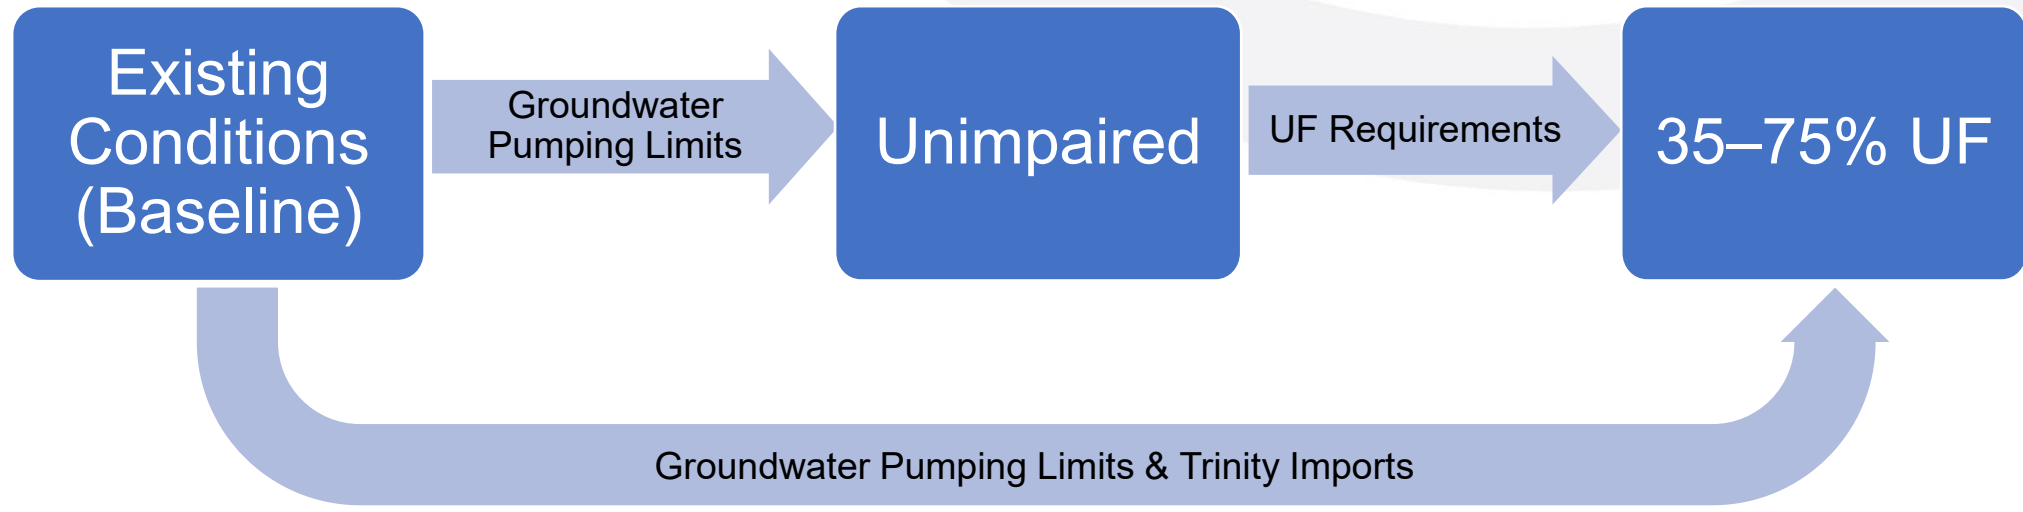 Existing
Conditions
(Baseline)
Groundwater
Pumping Limits
Unimpaired
UF Requirements
35–75% UF
Groundwater Pumping Limits & Trinity Imports